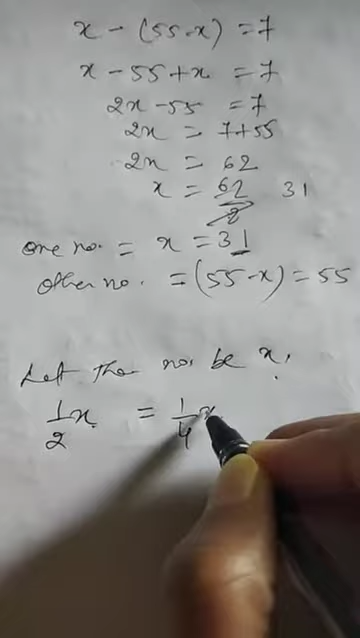 x - (55-x) = 7
x - 55 + x = 7
2x - 55 = 7
2x = 7+55
2x = 62
x = 62/2 31
one no. = x = 31
other no. = (55-x) = 55
Let the no. be x.
1/2 x = 1/4 x